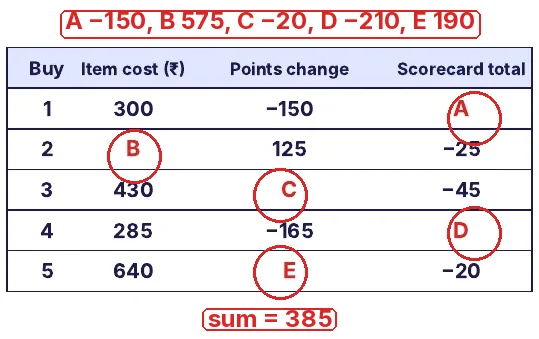 A −150, B 575, C −20, D −210, E 190
Buy Item cost (₹) Points change Scorecard total
1 300 −150 A
2 B 125 −25
3 430 C −45
4 285 −165 D
5 640 E −20
sum = 385